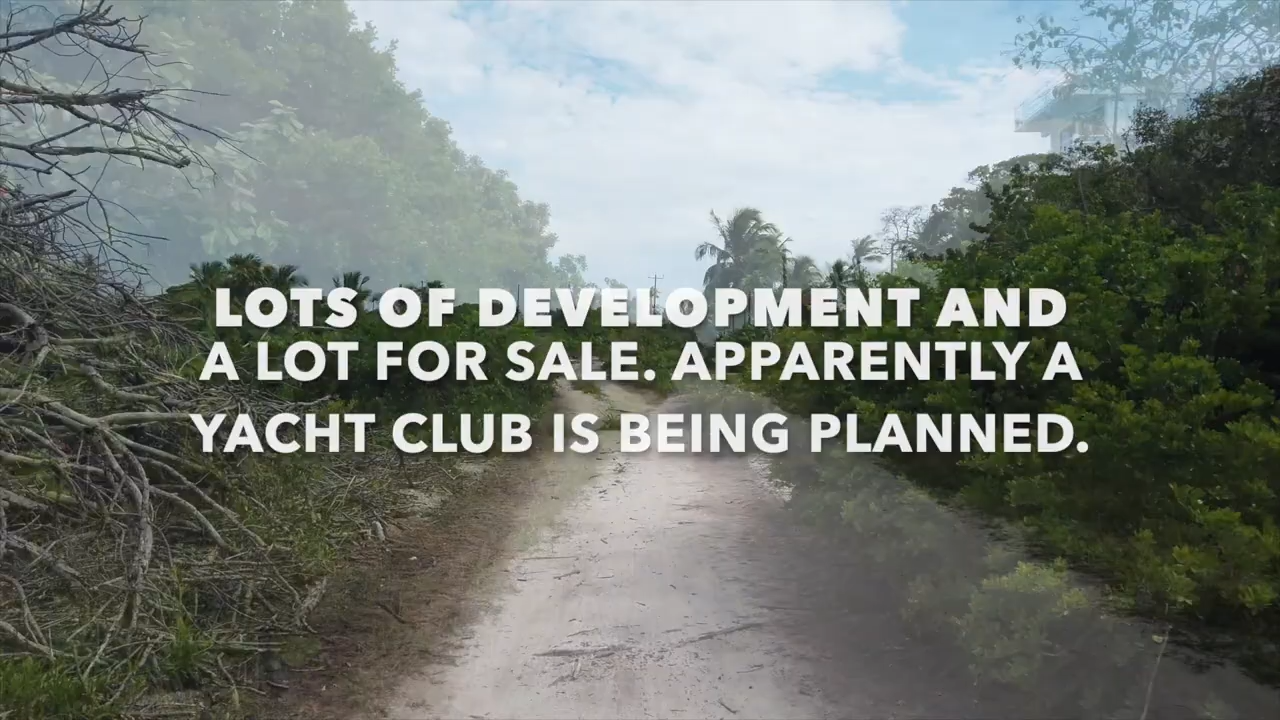 LOTS OF DEVELOPMENT AND
A LOT FOR SALE. APPARENTLY A
YACHT CLUB IS BEING PLANNED.